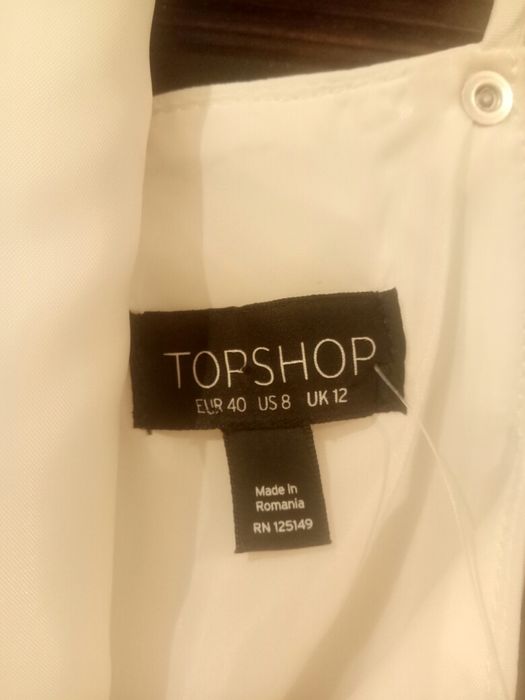 TOPSHOP
EUR 40 US 8 UK 12
Made in
Romania
RN 125149